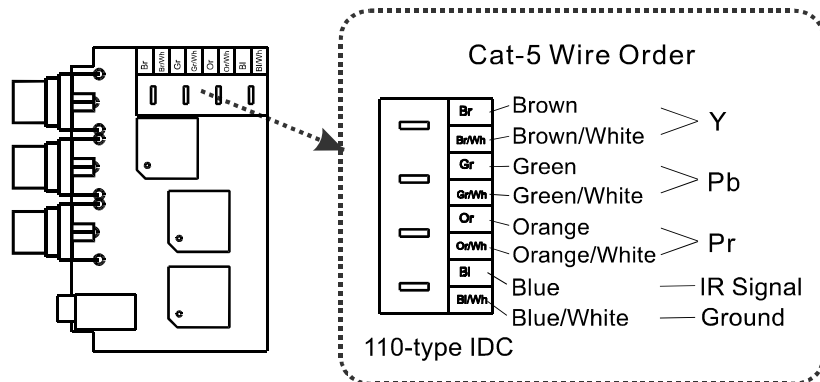 Br
Br/Wh
Gr
Gr/Wh
Or
Or/Wh
Bl
Bl/Wh
Cat-5 Wire Order
Br Brown
Br/Wh Brown/White
Y
Gr Green
Gr/Wh Green/White
Pb
Or Orange
Or/Wh Orange/White
Pr
Bl Blue IR Signal
Bl/Wh Blue/White Ground
110-type IDC